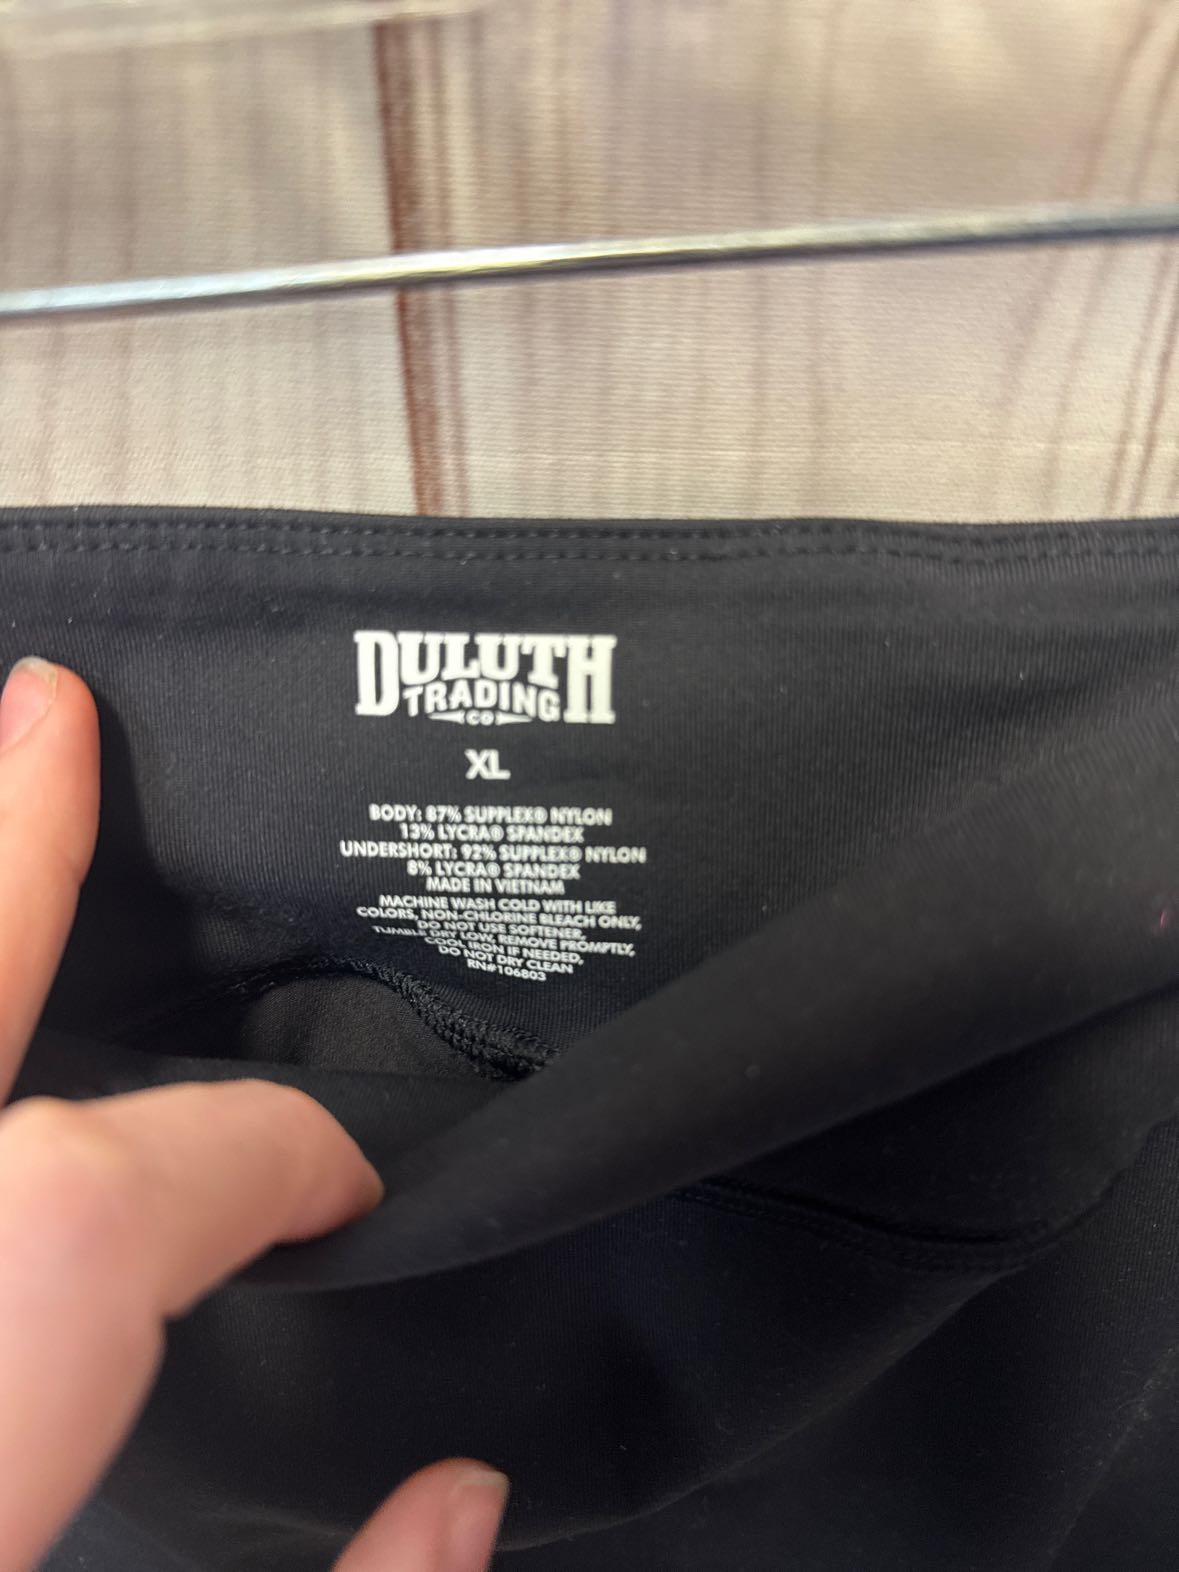 DULUTH
TRADING
CO
XL
BODY: 87% SUPPLEX® NYLON
13% LYCRA® SPANDEX
UNDERSHORT: 92% SUPPLEX® NYLON
8% LYCRA® SPANDEX
MADE IN VIETNAM
MACHINE WASH COLD WITH LIKE
COLORS, NON-CHLORINE BLEACH ONLY,
DO NOT USE SOFTENER,
TUMBLE DRY LOW, REMOVE PROMPTLY,
COOL IRON IF NEEDED,
DO NOT DRY CLEAN
RN#106803